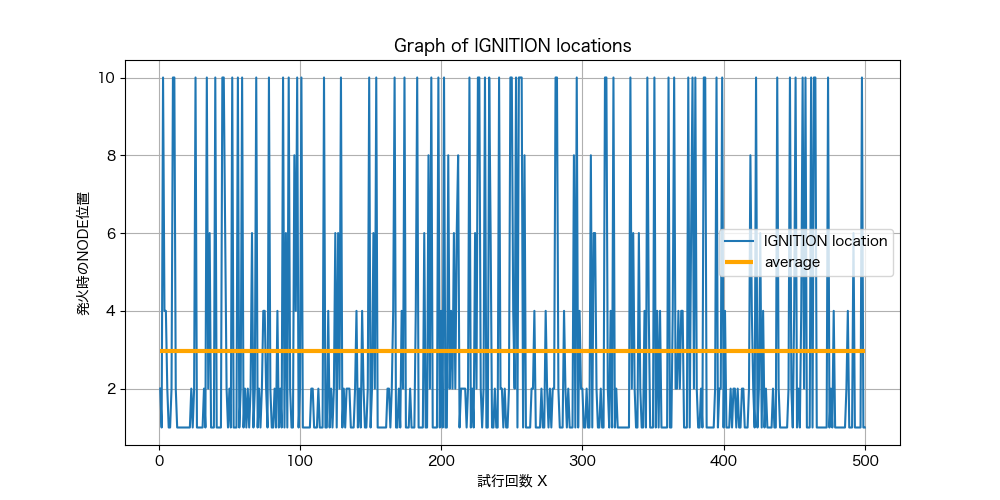 Graph of IGNITION locations
発火時のNODE位置
10
8
6
4
2
IGNITION location
average
0 100 200 300 400 500
試行回数 X